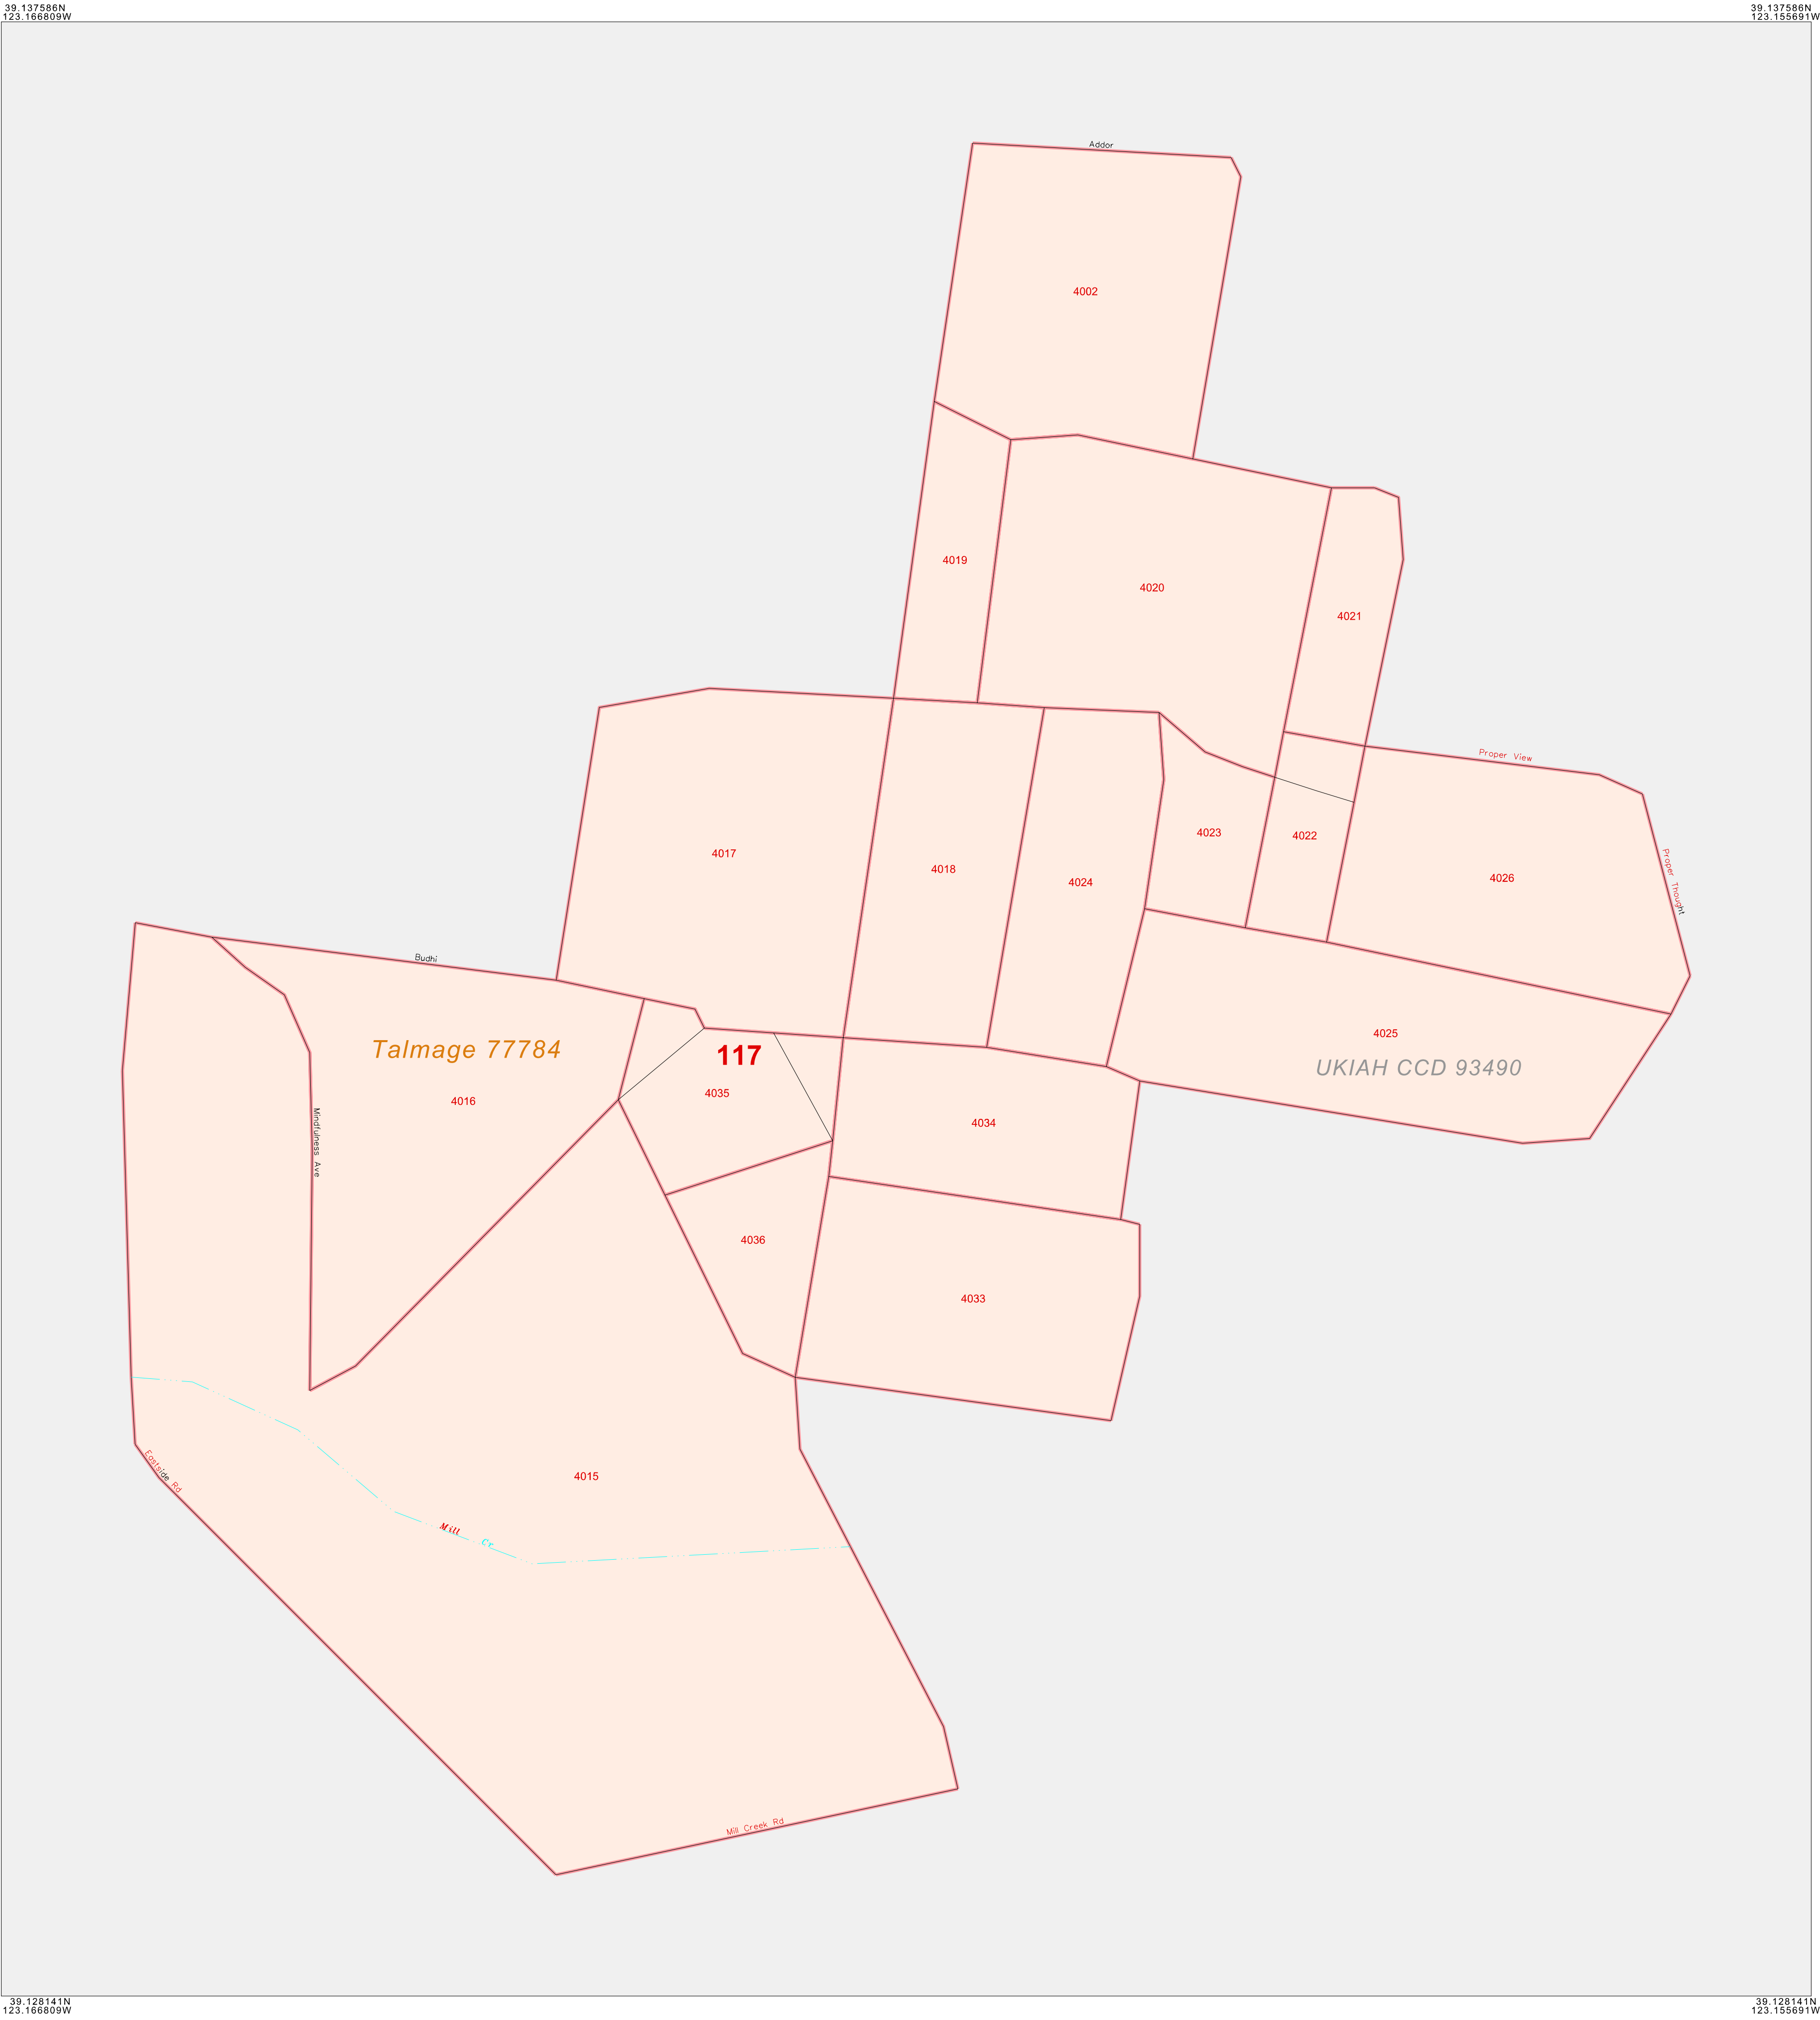 39.137586N
123.166809W
39.137586N
123.155691W
Addor
4002
4019
4020
4021
Proper View
4017
4018
4024
4023
4022
4026
Proper Thought
Budhi
4025
Talmage 77784
117
UKIAH CCD 93490
4016
4035
4034
Mindfulness Ave
4036
4033
4015
Eastside Rd
Mill Cr
Mill Creek Rd
39.128141N
123.166809W
39.128141N
123.155691W